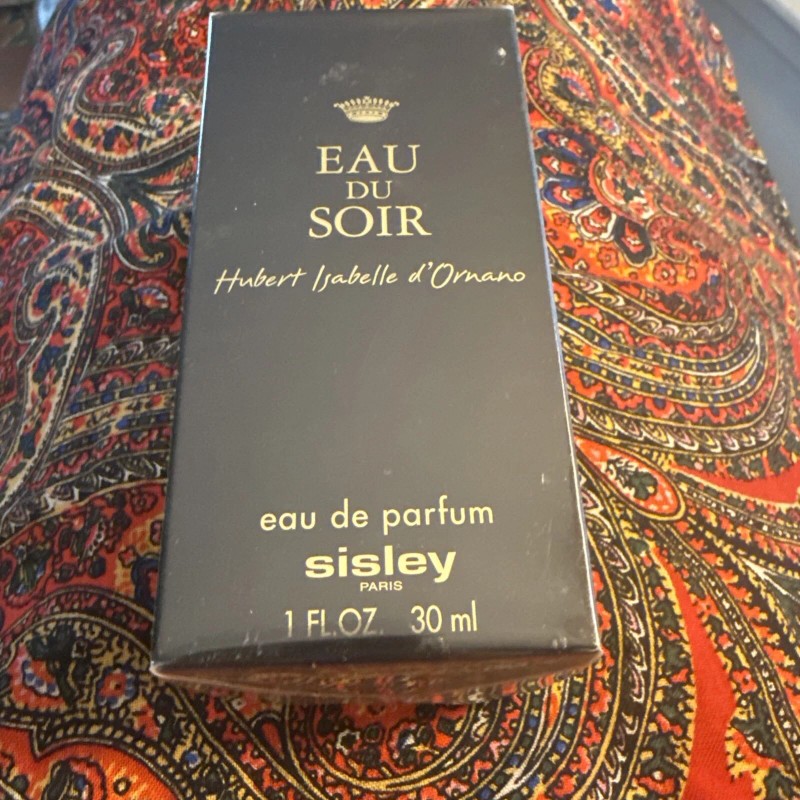 EAU
DU
SOIR
Hubert Isabelle d'Ornano
eau de parfum
sisley
PARIS
1 FL.OZ. 30 ml